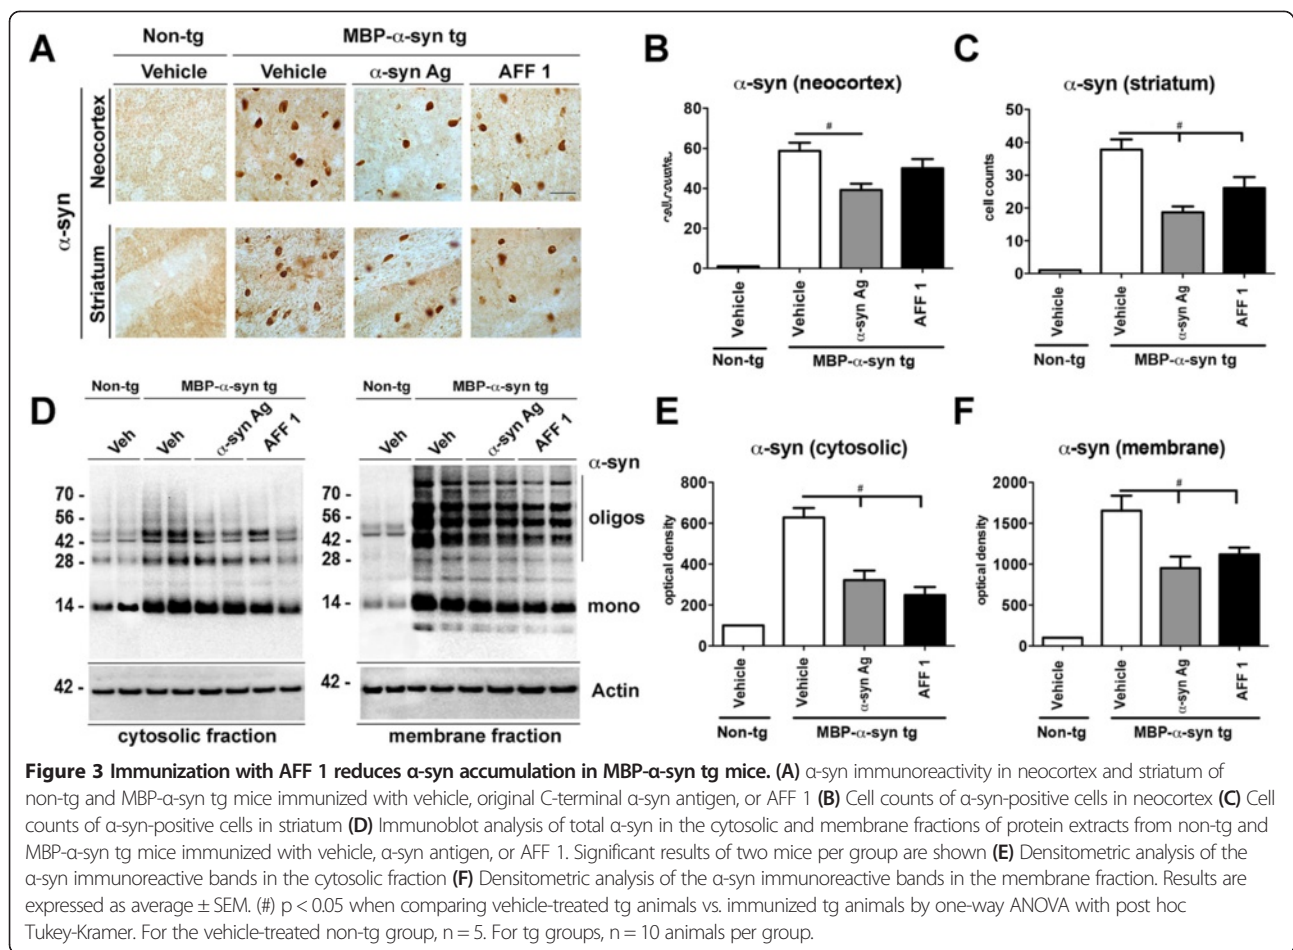 A
Non-tg
MBP-α-syn tg
Vehicle
Vehicle
α-syn Ag
AFF 1
α-syn
Neocortex
Striatum
B
α-syn (neocortex)
cell counts
80
60
40
20
0
#
Vehicle
Vehicle
α-syn Ag
AFF 1
Non-tg
MBP-α-syn tg
C
α-syn (striatum)
cell counts
50
40
30
20
10
0
#
Vehicle
Vehicle
α-syn Ag
AFF 1
Non-tg
MBP-α-syn tg
D
Non-tg
MBP-α-syn tg
Veh
Veh
α-syn Ag
AFF 1
70 -
56 -
42 -
28 -
14 -
42 -
cytosolic fraction
Non-tg
MBP-α-syn tg
Veh
Veh
α-syn Ag
AFF 1
α-syn
70 -
56 -
42 -
28 -
14 -
42 -
oligos
mono
Actin
membrane fraction
E
α-syn (cytosolic)
optical density
800
600
400
200
0
#
Vehicle
Vehicle
α-syn Ag
AFF 1
Non-tg
MBP-α-syn tg
F
α-syn (membrane)
optical density
2000
1500
1000
500
0
#
Vehicle
Vehicle
α-syn Ag
AFF 1
Non-tg
MBP-α-syn tg
Figure 3 Immunization with AFF 1 reduces α-syn accumulation in MBP-α-syn tg mice. (A) α-syn immunoreactivity in neocortex and striatum of
non-tg and MBP-α-syn tg mice immunized with vehicle, original C-terminal α-syn antigen, or AFF 1 (B) Cell counts of α-syn-positive cells in neocortex (C) Cell
counts of α-syn-positive cells in striatum (D) Immunoblot analysis of total α-syn in the cytosolic and membrane fractions of protein extracts from non-tg and
MBP-α-syn tg mice immunized with vehicle, α-syn antigen, or AFF 1. Significant results of two mice per group are shown (E) Densitometric analysis of the
α-syn immunoreactive bands in the cytosolic fraction (F) Densitometric analysis of the α-syn immunoreactive bands in the membrane fraction. Results are
expressed as average ± SEM. (#) p < 0.05 when comparing vehicle-treated tg animals vs. immunized tg animals by one-way ANOVA with post hoc
Tukey-Kramer. For the vehicle-treated non-tg group, n = 5. For tg groups, n = 10 animals per group.